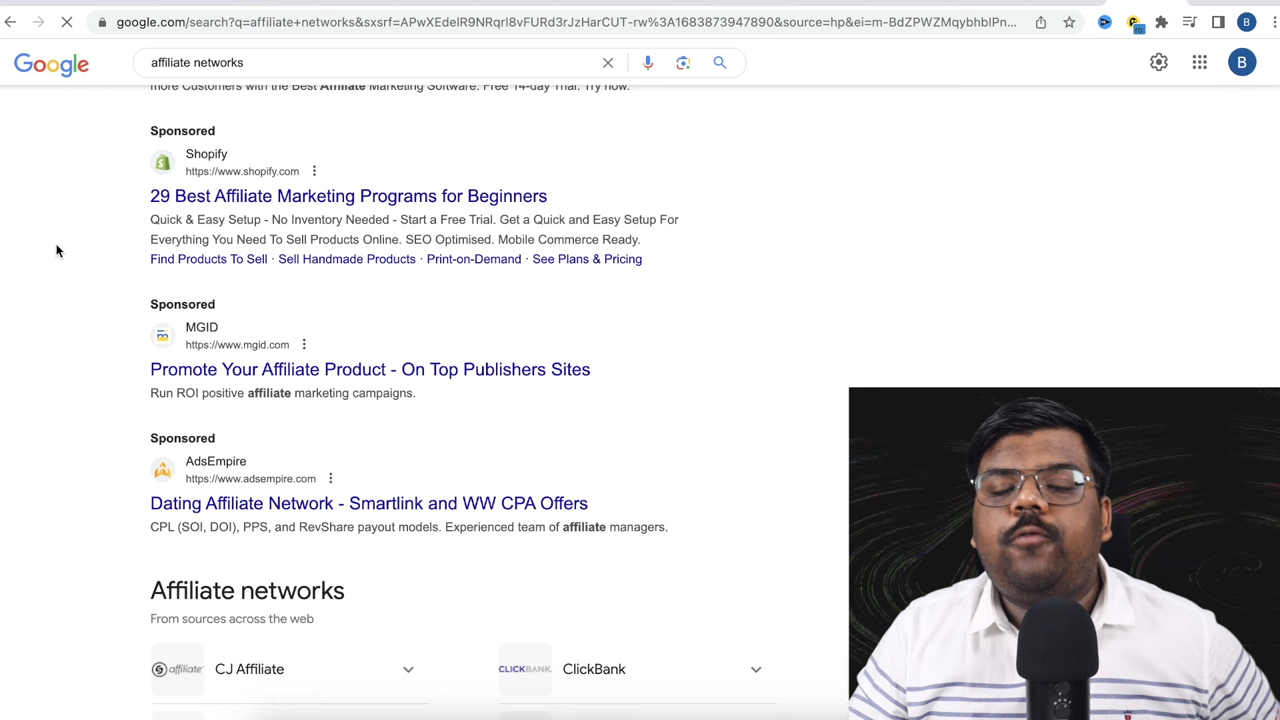 google.com/search?q=affiliate+networks&sxsrf=APwXEdelR9NRqrI8vFURd3rJzHarCUT-rw%3A1683873947890&source=hp&ei=m-BdZPWZMqybhbIPn...
ro
B
Google
affiliate networks
B
more Customers with the Best Affiliate Marketing Software. Free 14-day Trial. Try now.
Sponsored
Shopify
https://www.shopify.com
29 Best Affiliate Marketing Programs for Beginners
Quick & Easy Setup - No Inventory Needed - Start a Free Trial. Get a Quick and Easy Setup For
Everything You Need To Sell Products Online. SEO Optimised. Mobile Commerce Ready.
Find Products To Sell · Sell Handmade Products · Print-on-Demand · See Plans & Pricing
Sponsored
MGID
https://www.mgid.com
Promote Your Affiliate Product - On Top Publishers Sites
Run ROI positive affiliate marketing campaigns.
Sponsored
AdsEmpire
https://www.adsempire.com
Dating Affiliate Network - Smartlink and WW CPA Offers
CPL (SOI, DOI), PPS, and RevShare payout models. Experienced team of affiliate managers.
Affiliate networks
From sources across the web
affiliate CJ Affiliate
CLICKBANK ClickBank